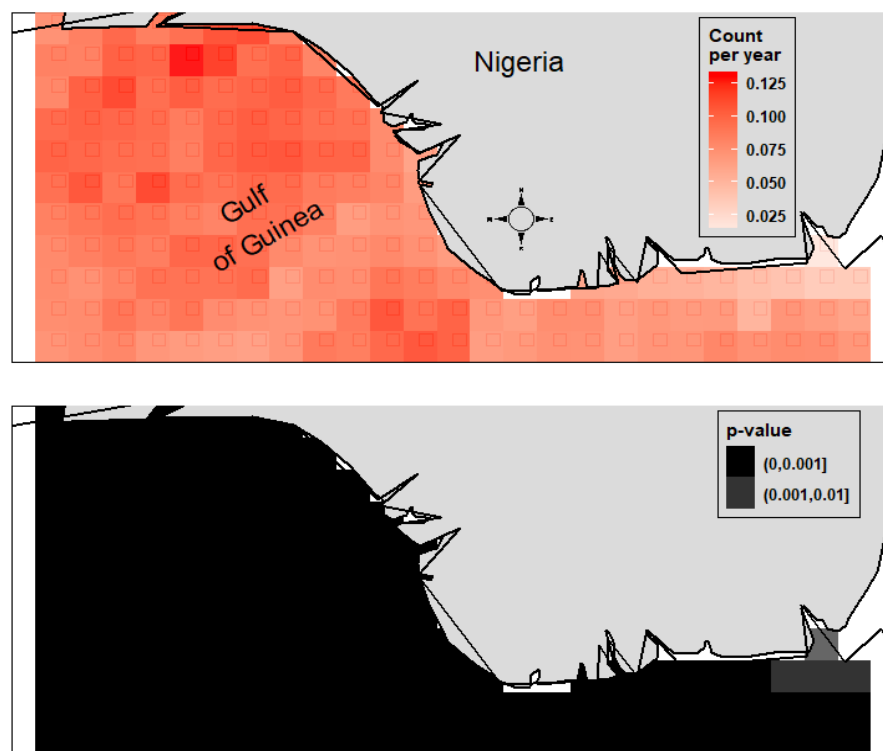 Nigeria
Count
per year
0.125
0.100
0.075
0.050
0.025
Gulf
of Guinea
p-value
(0,0.001]
(0.001,0.01]